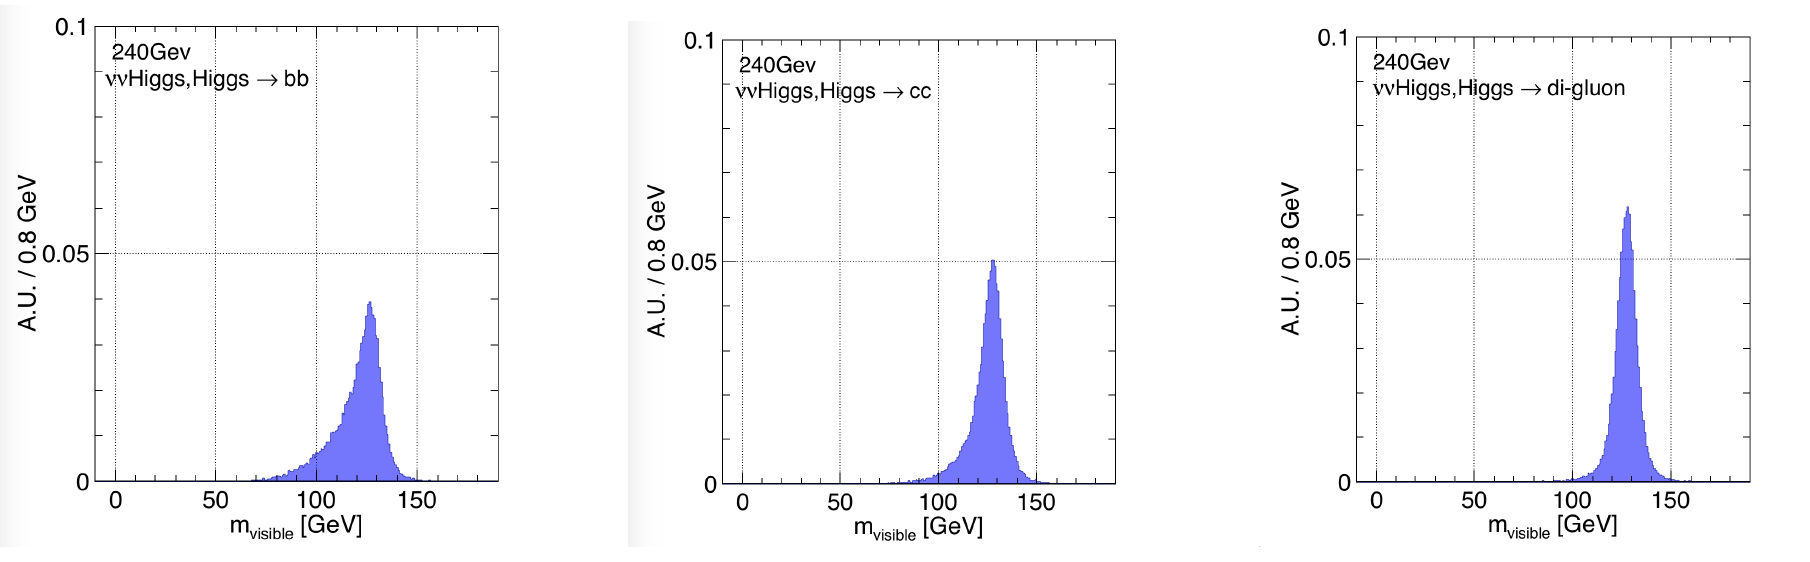 0.1
240Gev
ννHiggs,Higgs → bb
A.U. / 0.8 GeV
0.05
0
0 50 100 150
m_visible [GeV]
0.1
240Gev
ννHiggs,Higgs → cc
A.U. / 0.8 GeV
0.05
0
0 50 100 150
m_visible [GeV]
0.1
240Gev
ννHiggs,Higgs → di-gluon
A.U. / 0.8 GeV
0.05
0
0 50 100 150
m_visible [GeV]